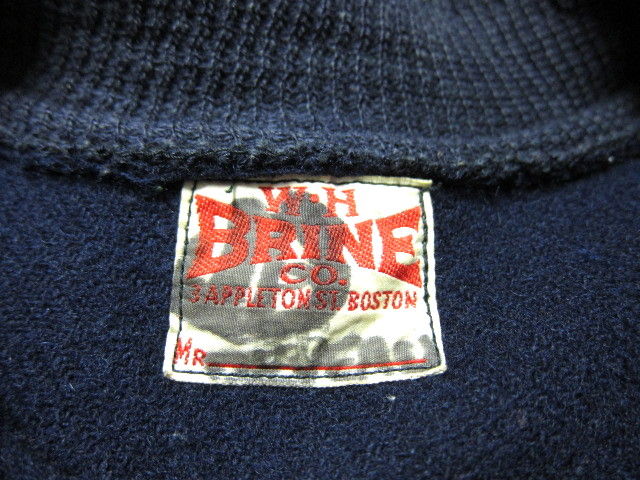 W.H
BRINE
CO.
3 APPLETON ST. BOSTON
MR